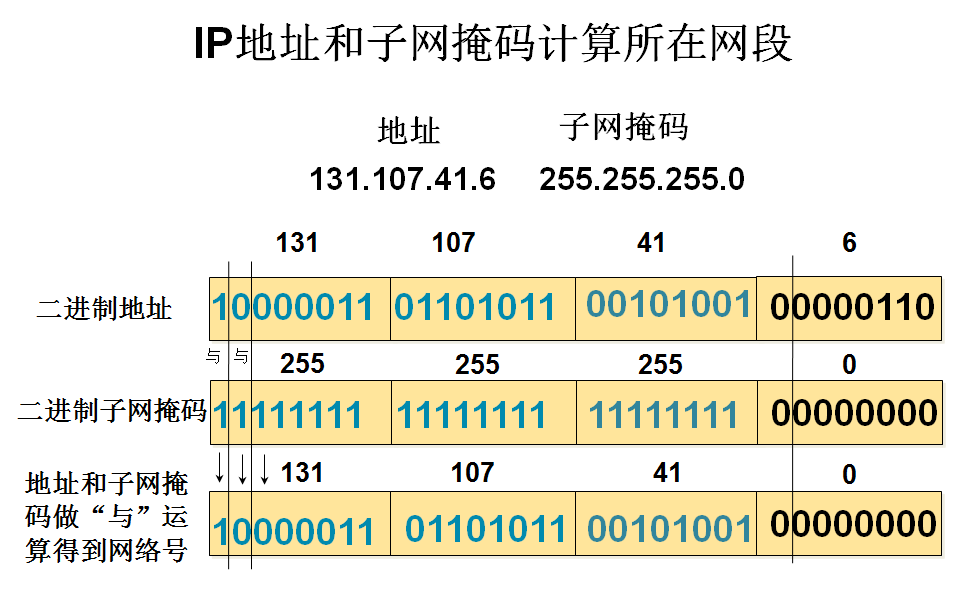 IP地址和子网掩码计算所在网段
地址 子网掩码
131.107.41.6 255.255.255.0
131 107 41 6
二进制地址 10000011 01101011 00101001 00000110
与 与 255 255 255 0
二进制子网掩码 11111111 11111111 11111111 00000000
131 107 41 0
地址和子网掩
码做“与”运
算得到网络号
10000011 01101011 00101001 00000000